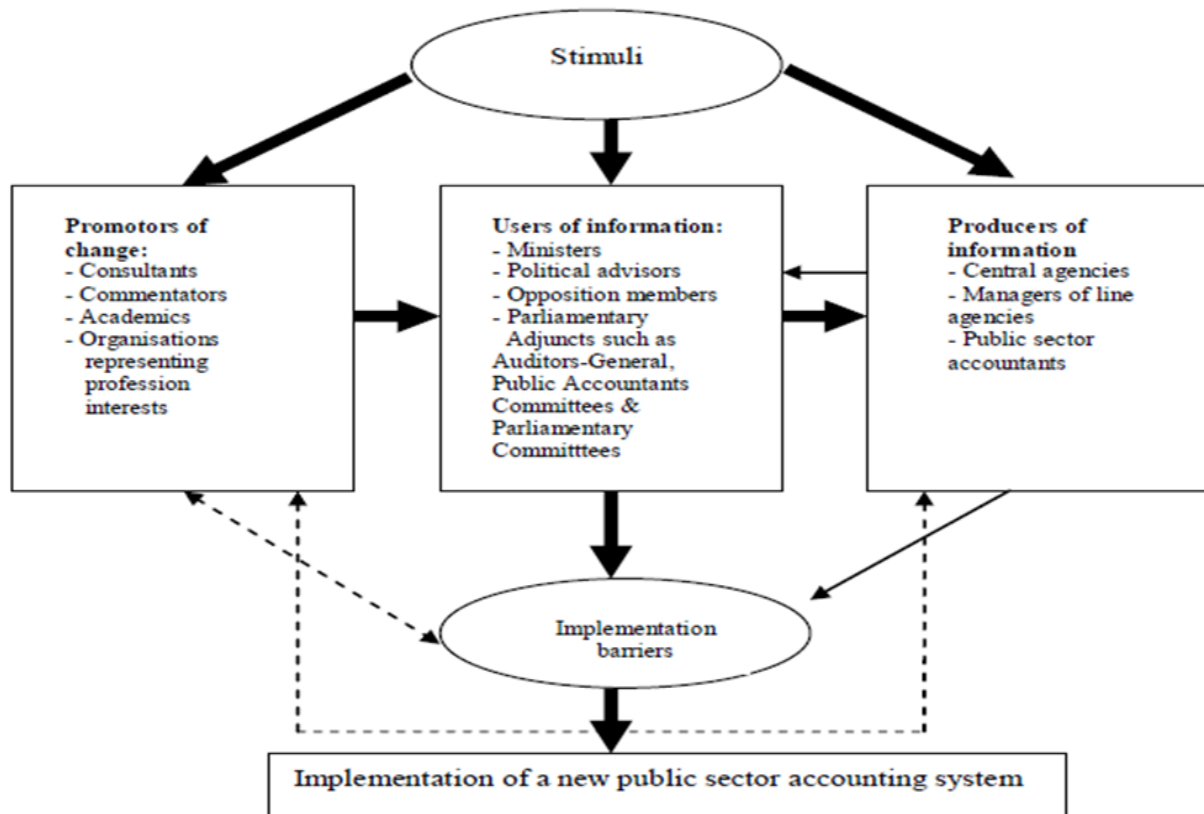 Stimuli
Promotors of
change:
- Consultants
- Commentators
- Academics
- Organisations
representing
profession
interests
Users of information:
- Ministers
- Political advisors
- Opposition members
- Parliamentary
Adjuncts such as
Auditors-General,
Public Accountants
Committees &
Parliamentary
Committtees
Producers of
information
- Central agencies
- Managers of line
agencies
- Public sector
accountants
Implementation
barriers
Implementation of a new public sector accounting system